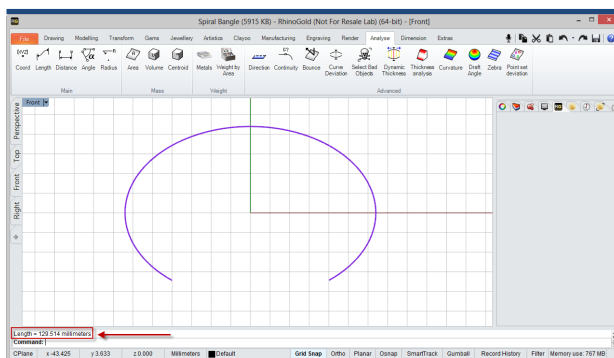 Spiral Bangle (5915 KB) - RhinoGold (Not For Resale Lab) (64-bit) - [Front]
File Drawing Modelling Transform Gems Jewellery Artistica Clayoo Manufacturing Engraving Render Analyse Dimension Extras
Coord Length Distance Angle Radius Area Volume Centroid Metals Weight by Area Direction Continuity Bounce Curve Deviation Select Bad Objects Dynamic Thickness Thickness analysis Curvature Draft Angle Zebra Point set deviation
Main Mass Weight Advanced
Front
Perspective
Top
Front
Right
Length = 129.514 millimeters
Command:
CPlane x -43.425 y 3.633 z 0.000 Millimeters Default Grid Snap Ortho Planar Osnap SmartTrack Gumball Record History Filter Memory use: 767 MB